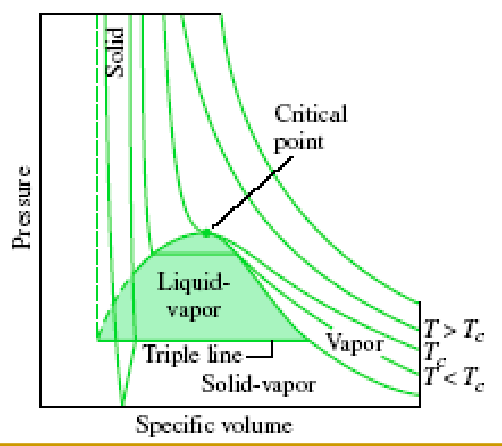 Solid
Critical
point
Pressure
Liquid-
vapor
Triple line
Vapor
Solid-vapor
T > Tc
Tc
T < Tc
Specific volume